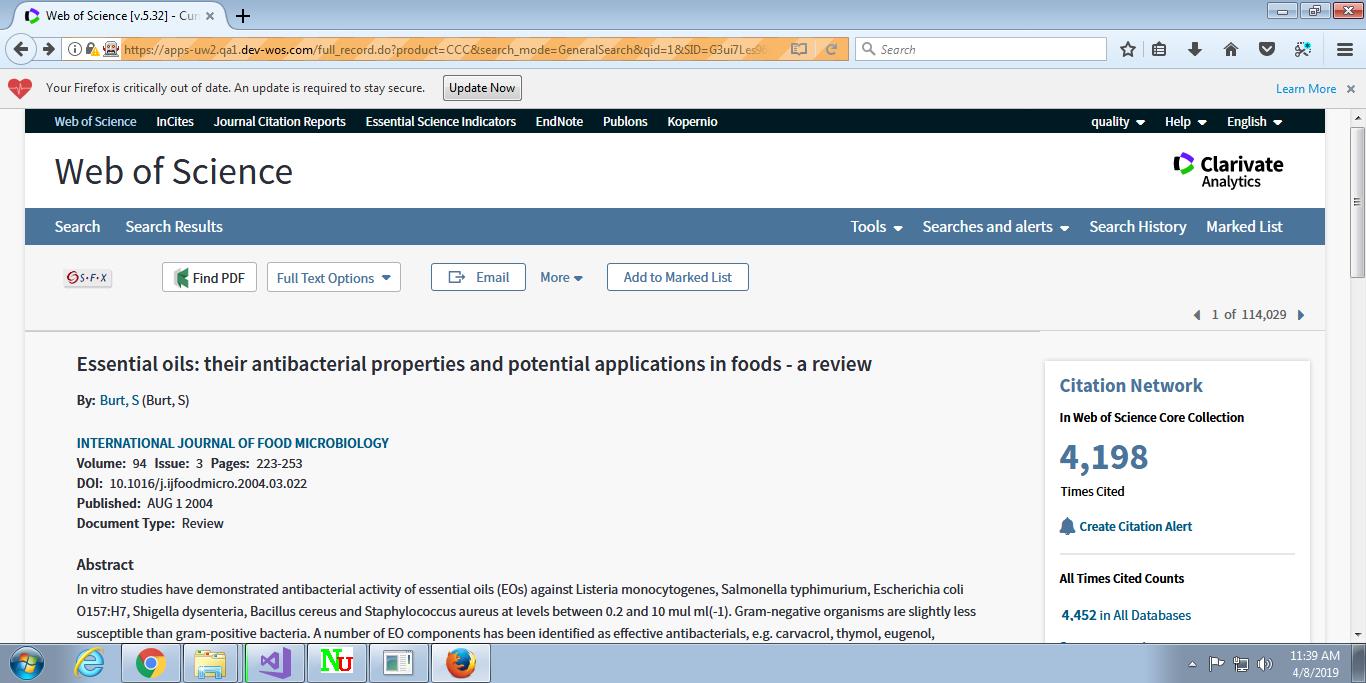 Web of Science [v.5.32] - Cur
https://apps-uw2.qa1.dev-wos.com/full_record.do?product=CCC&search_mode=GeneralSearch&qid=1&SID=G3ui7Les9
Search
Your Firefox is critically out of date. An update is required to stay secure. Update Now Learn More
Web of Science InCites Journal Citation Reports Essential Science Indicators EndNote Publons Kopernio quality Help English
Web of Science
Clarivate
Analytics
Search Search Results Tools Searches and alerts Search History Marked List
S·F·X Find PDF Full Text Options Email More Add to Marked List
1 of 114,029
Essential oils: their antibacterial properties and potential applications in foods - a review
By: Burt, S (Burt, S)
INTERNATIONAL JOURNAL OF FOOD MICROBIOLOGY
Volume: 94 Issue: 3 Pages: 223-253
DOI: 10.1016/j.ijfoodmicro.2004.03.022
Published: AUG 1 2004
Document Type: Review
Abstract
In vitro studies have demonstrated antibacterial activity of essential oils (EOs) against Listeria monocytogenes, Salmonella typhimurium, Escherichia coli
O157:H7, Shigella dysenteria, Bacillus cereus and Staphylococcus aureus at levels between 0.2 and 10 mul ml(-1). Gram-negative organisms are slightly less
susceptible than gram-positive bacteria. A number of EO components has been identified as effective antibacterials, e.g. carvacrol, thymol, eugenol,
Citation Network
In Web of Science Core Collection
4,198
Times Cited
Create Citation Alert
All Times Cited Counts
4,452 in All Databases
Nu
11:39 AM
4/8/2019